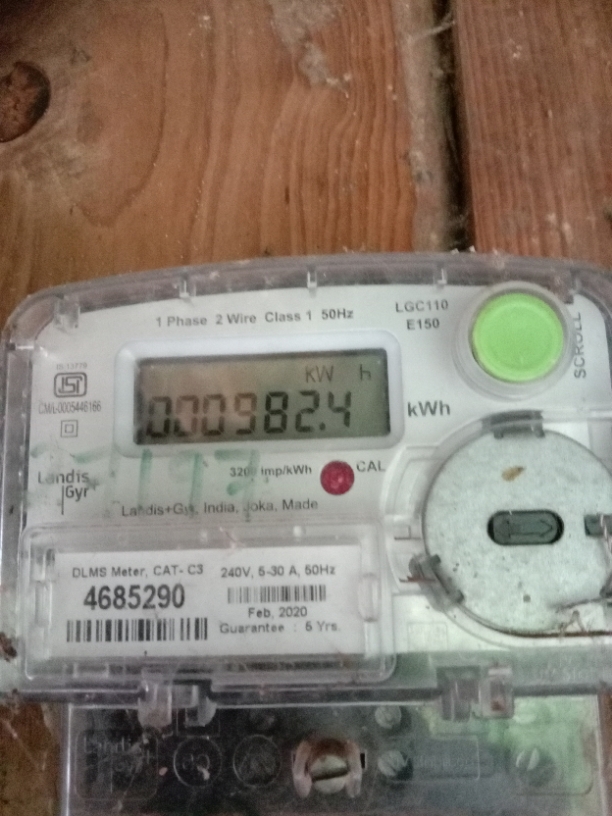 1 Phase 2 Wire Class 1 50Hz
LGC110
E150
SCROLL
KW h
000982.4
kWh
CM/L-0005446166
Landis
Gyr
3200 imp/kWh
CAL
Landis+Gyr, India, Joka, Made
DLMS Meter, CAT- C3
4685290
240V, 5-30 A, 50Hz
Feb, 2020
Guarantee : 5 Yrs.